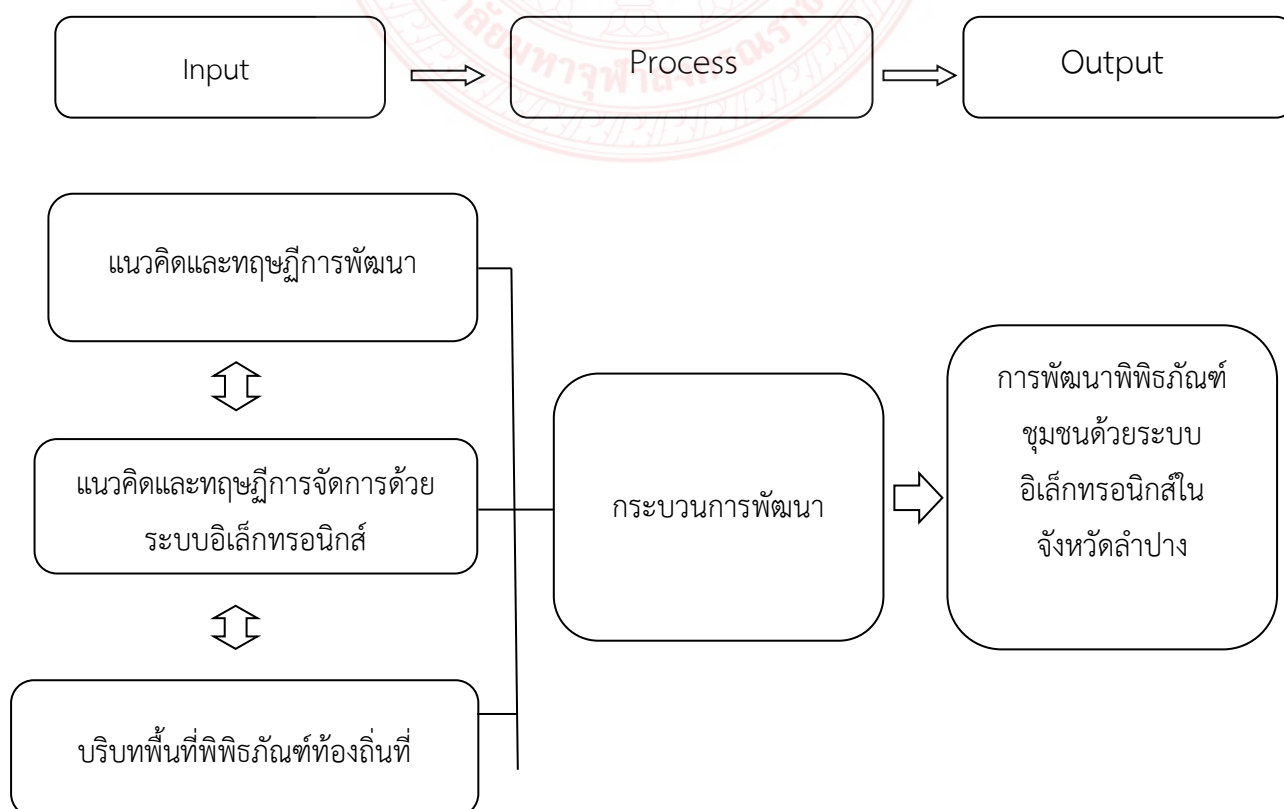 Input
Process
Output
แนวคิดและทฤษฏีการพัฒนา
แนวคิดและทฤษฏีการจัดการด้วย
ระบบอิเล็กทรอนิกส์
บริบทพื้นที่พิพิธภัณฑ์ท้องถิ่นที่
กระบวนการพัฒนา
การพัฒนาพิพิธภัณฑ์
ชุมชนด้วยระบบ
อิเล็กทรอนิกส์ใน
จังหวัดลำปาง